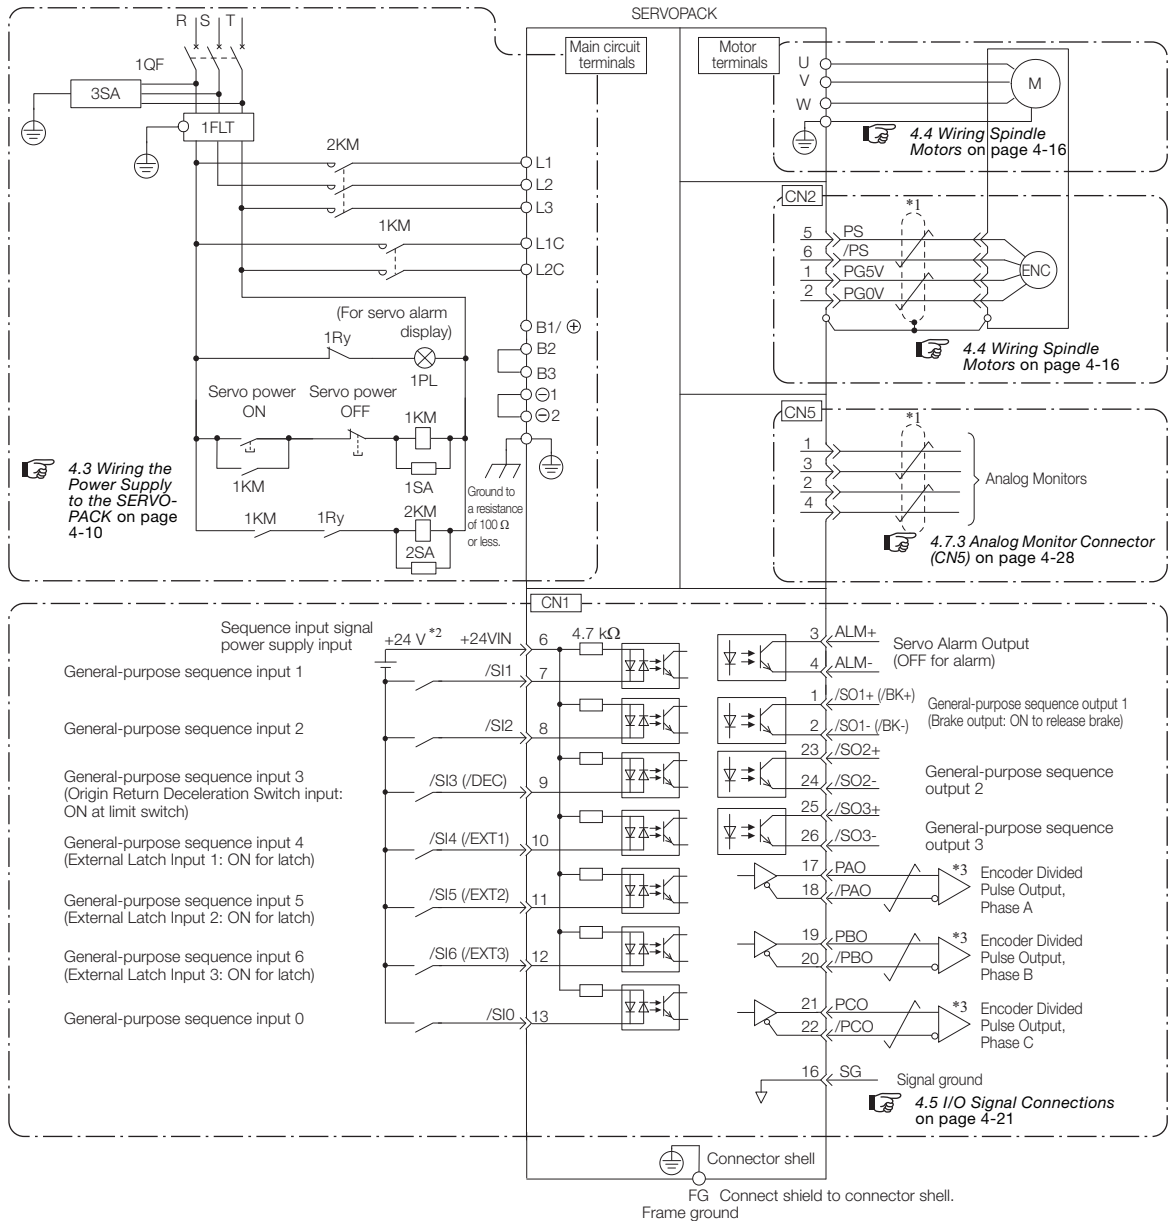 SERVOPACK
R S T
1QF
3SA
1FLT
2KM
1KM
Main circuit
terminals
L1
L2
L3
L1C
L2C
B1/ ⊕
B2
B3
⊖1
⊖2
(For servo alarm
display)
1Ry
1PL
Servo power
ON
Servo power
OFF
1KM
1KM
1SA
1KM
1Ry
2KM
2SA
Ground to
a resistance
of 100 Ω
or less.
4.3 Wiring the
Power Supply
to the SERVO-
PACK on page
4-10
Motor
terminals
U
V
W
M
4.4 Wiring Spindle
Motors on page 4-16
CN2
*1
5 PS
6 /PS
1 PG5V
2 PG0V
ENC
4.4 Wiring Spindle
Motors on page 4-16
CN5
*1
1
3
2
4
Analog Monitors
4.7.3 Analog Monitor Connector
(CN5) on page 4-28
CN1
Sequence input signal
power supply input
+24 V *2 +24VIN 6 4.7 kΩ
General-purpose sequence input 1
/SI1 7
General-purpose sequence input 2
/SI2 8
General-purpose sequence input 3
(Origin Return Deceleration Switch input:
ON at limit switch)
/SI3 (/DEC) 9
General-purpose sequence input 4
(External Latch Input 1: ON for latch)
/SI4 (/EXT1) 10
General-purpose sequence input 5
(External Latch Input 2: ON for latch)
/SI5 (/EXT2) 11
General-purpose sequence input 6
(External Latch Input 3: ON for latch)
/SI6 (/EXT3) 12
General-purpose sequence input 0
/SI0 13
3 ALM+
4 ALM-
Servo Alarm Output
(OFF for alarm)
1 /SO1+ (/BK+)
2 /SO1- (/BK-)
General-purpose sequence output 1
(Brake output: ON to release brake)
23 /SO2+
24 /SO2-
General-purpose sequence
output 2
25 /SO3+
26 /SO3-
General-purpose sequence
output 3
17 PAO
18 /PAO
*3 Encoder Divided
Pulse Output,
Phase A
19 PBO
20 /PBO
*3 Encoder Divided
Pulse Output,
Phase B
21 PCO
22 /PCO
*3 Encoder Divided
Pulse Output,
Phase C
16 SG
Signal ground
4.5 I/O Signal Connections
on page 4-21
Connector shell
FG Connect shield to connector shell.
Frame ground